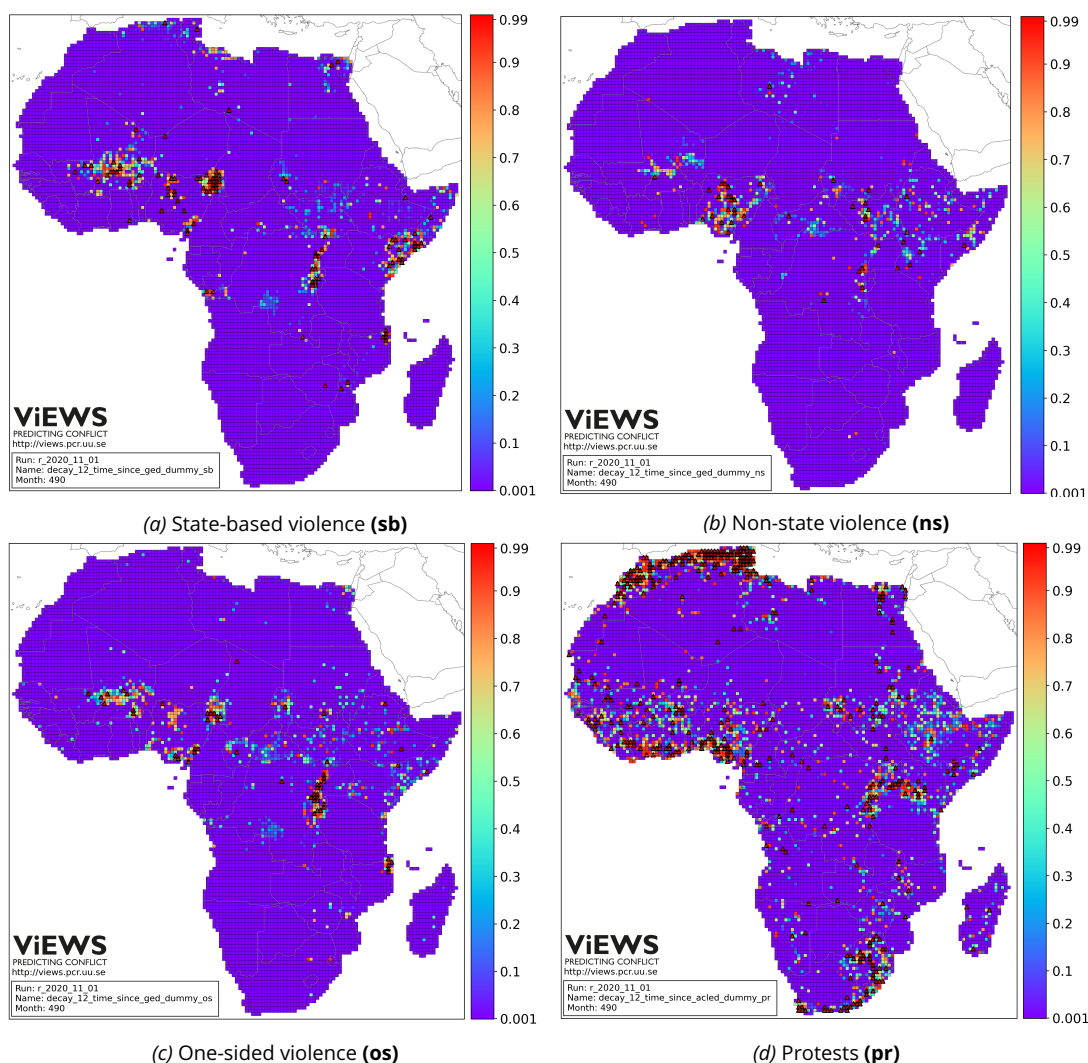 0.99
0.9
0.8
0.7
0.6
0.5
0.4
0.3
0.2
0.1
0.001
ViEWS
PREDICTING CONFLICT
http://views.pcr.uu.se
Run: r_2020_11_01
Name: decay_12_time_since_ged_dummy_sb
Month: 490
(a) State-based violence (sb)
0.99
0.9
0.8
0.7
0.6
0.5
0.4
0.3
0.2
0.1
0.001
ViEWS
PREDICTING CONFLICT
http://views.pcr.uu.se
Run: r_2020_11_01
Name: decay_12_time_since_ged_dummy_ns
Month: 490
(b) Non-state violence (ns)
0.99
0.9
0.8
0.7
0.6
0.5
0.4
0.3
0.2
0.1
0.001
ViEWS
PREDICTING CONFLICT
http://views.pcr.uu.se
Run: r_2020_11_01
Name: decay_12_time_since_ged_dummy_os
Month: 490
(c) One-sided violence (os)
0.99
0.9
0.8
0.7
0.6
0.5
0.4
0.3
0.2
0.1
0.001
ViEWS
PREDICTING CONFLICT
http://views.pcr.uu.se
Run: r_2020_11_01
Name: decay_12_time_since_acled_dummy_pr
Month: 490
(d) Protests (pr)